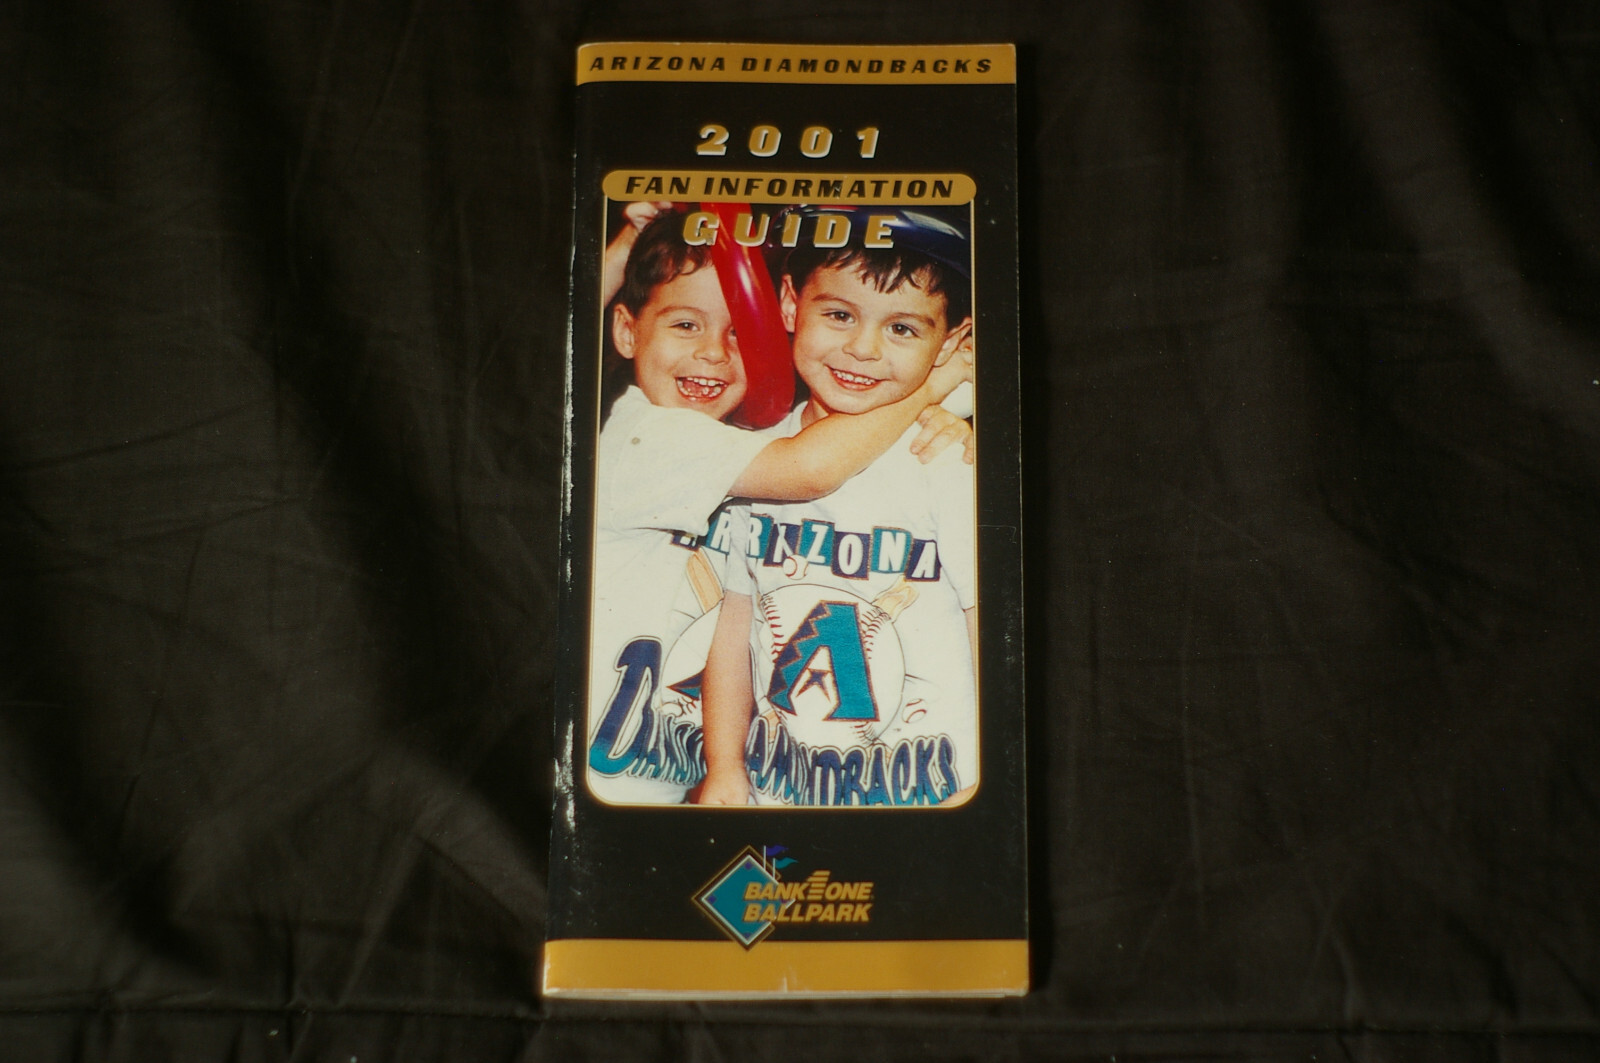 ARIZONA DIAMONDBACKS
2001
FAN INFORMATION
GUIDE
ARIZONA
A
DIAMONDBACKS
BANK ONE
BALLPARK